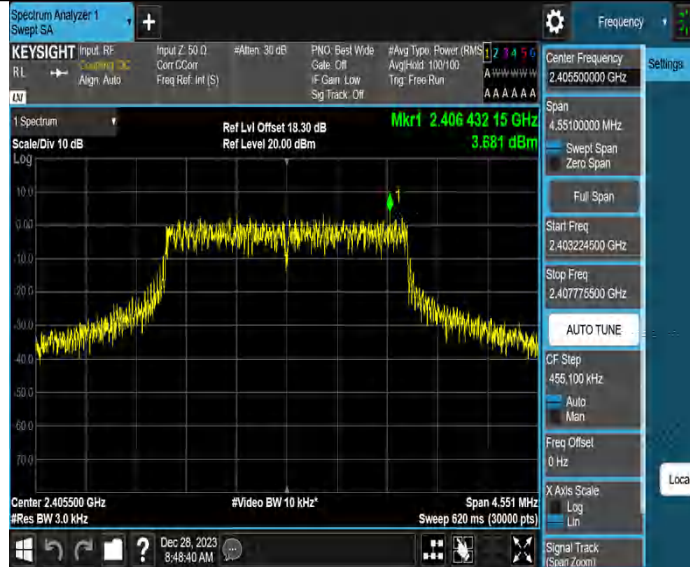 Spectrum Analyzer 1
Swept SA
+
Frequency
KEYSIGHT
RL
Input: RF
Coupling: DC
Align: Auto
Input Z: 50 Ω
Corr CCorr
Freq Ref: Int (S)
#Atten: 30 dB
PNO: Best Wide
Gate: Off
IF Gain: Low
Sig Track: Off
#Avg Type: Power (RMS
Avg|Hold: 100/100
Trig: Free Run
1 2 3 4 5 6
A W W W W W
A A A A A A
LXI
1 Spectrum
Scale/Div 10 dB
Ref Lvl Offset 18.30 dB
Ref Level 20.00 dBm
Mkr1 2.406 432 15 GHz
3.681 dBm
Log
10.0
0.00
-10.0
-20.0
-30.0
-40.0
-50.0
-60.0
-70.0
1
Center 2.405500 GHz
#Res BW 3.0 kHz
#Video BW 10 kHz*
Span 4.551 MHz
Sweep 620 ms (30000 pts)
?
Dec 28, 2023
8:48:40 AM
Center Frequency
2.405500000 GHz
Settings
Span
4.55100000 MHz
Swept Span
Zero Span
Full Span
Start Freq
2.403224500 GHz
Stop Freq
2.407775500 GHz
AUTO TUNE
CF Step
455.100 kHz
Auto
Man
Freq Offset
0 Hz
Loca
X Axis Scale
Log
Lin
Signal Track
(Span Zoom)